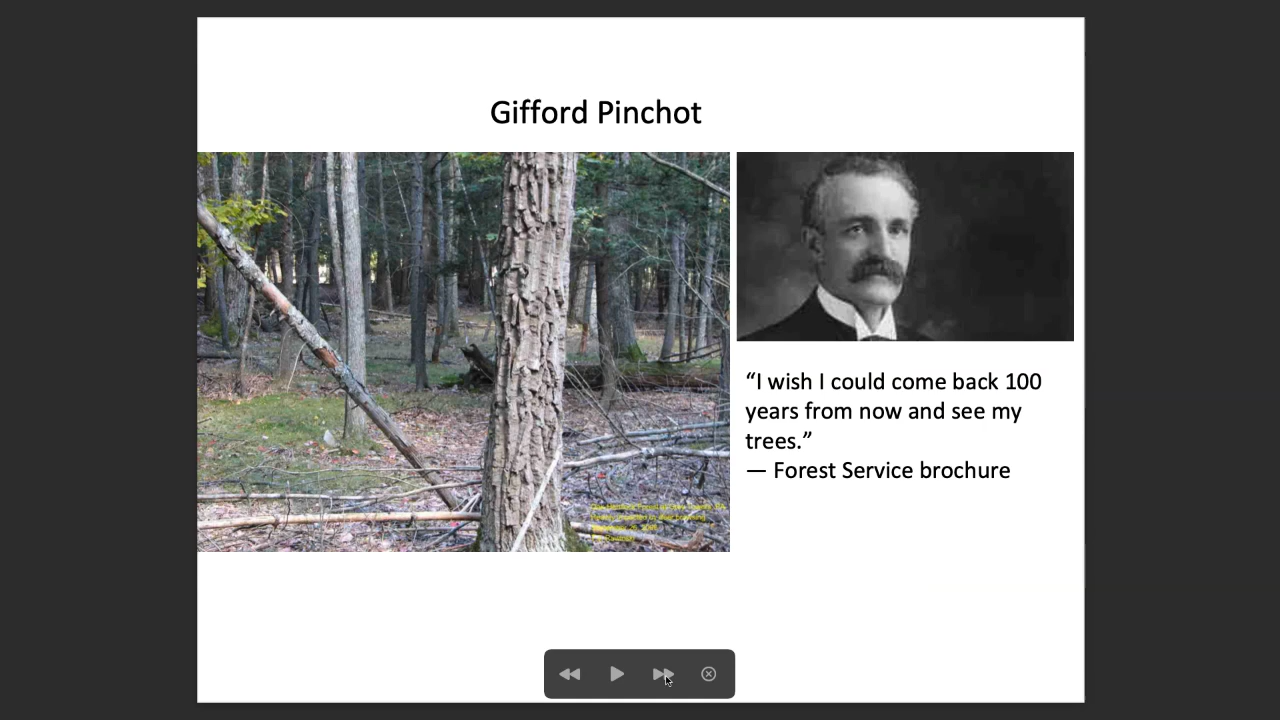 Gifford Pinchot
“I wish I could come back 100
years from now and see my
trees.”
— Forest Service brochure